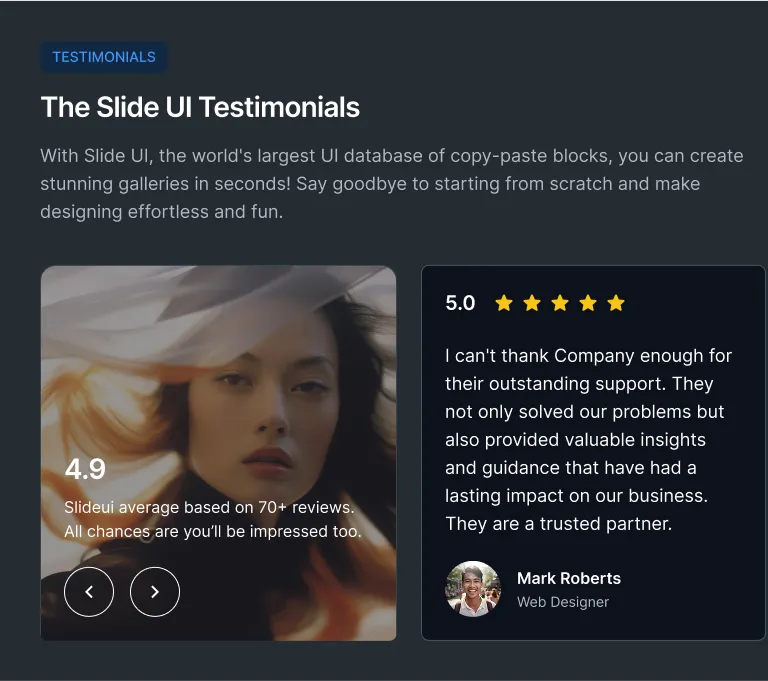 TESTIMONIALS
The Slide UI Testimonials
With Slide UI, the world's largest UI database of copy-paste blocks, you can create
stunning galleries in seconds! Say goodbye to starting from scratch and make
designing effortless and fun.
4.9
Slideui average based on 70+ reviews.
All chances are you’ll be impressed too.
5.0
I can't thank Company enough for
their outstanding support. They
not only solved our problems but
also provided valuable insights
and guidance that have had a
lasting impact on our business.
They are a trusted partner.
Mark Roberts
Web Designer